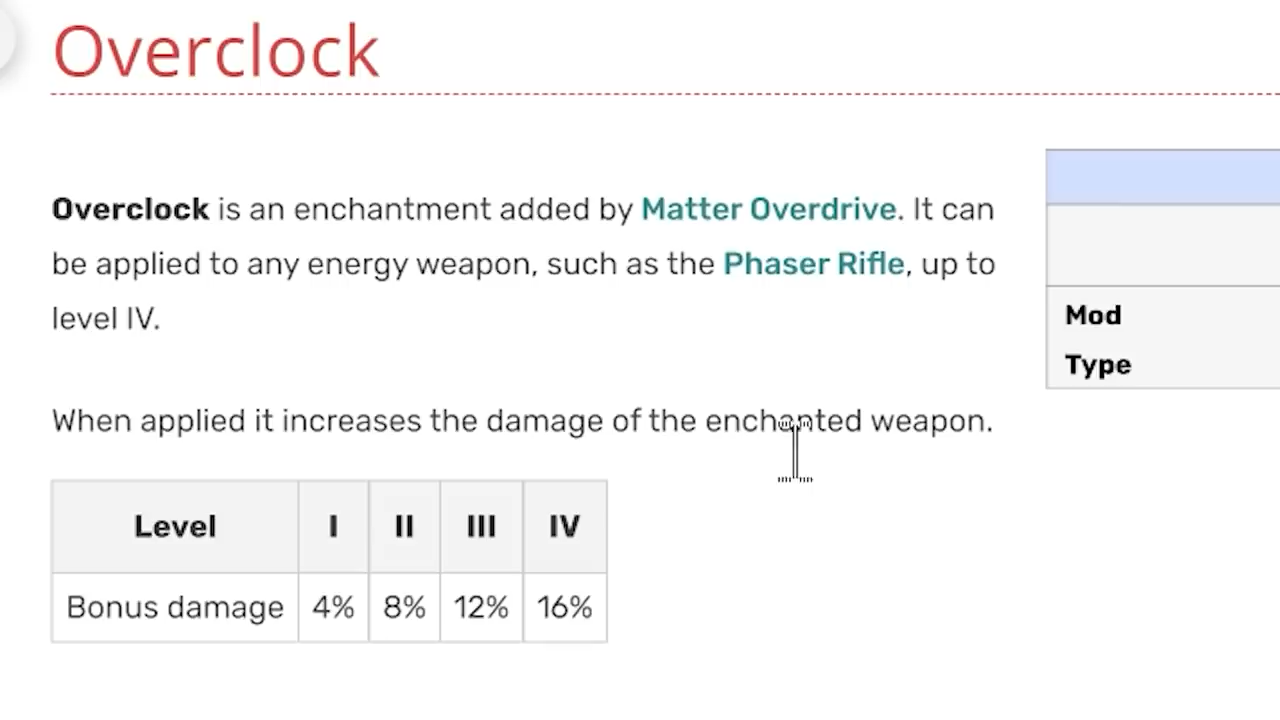 Overclock
Overclock is an enchantment added by Matter Overdrive. It can
be applied to any energy weapon, such as the Phaser Rifle, up to
level IV.
When applied it increases the damage of the enchanted weapon.
Level I II III IV
Bonus damage 4% 8% 12% 16%
Mod
Type